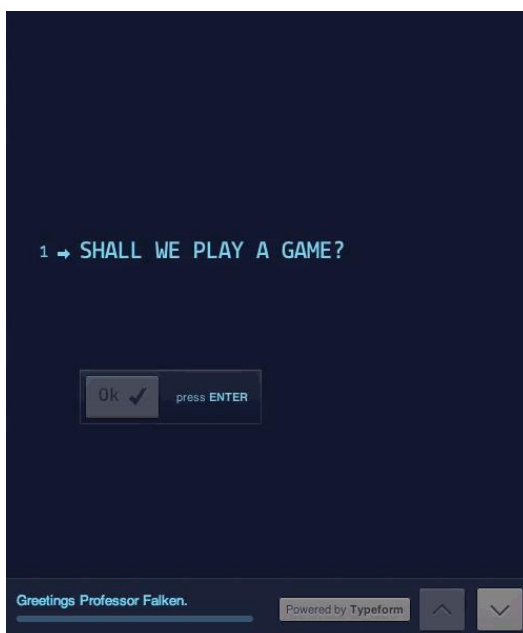 1 → SHALL WE PLAY A GAME?
Ok ✔ press ENTER
Greetings Professor Falken.
Powered by Typeform